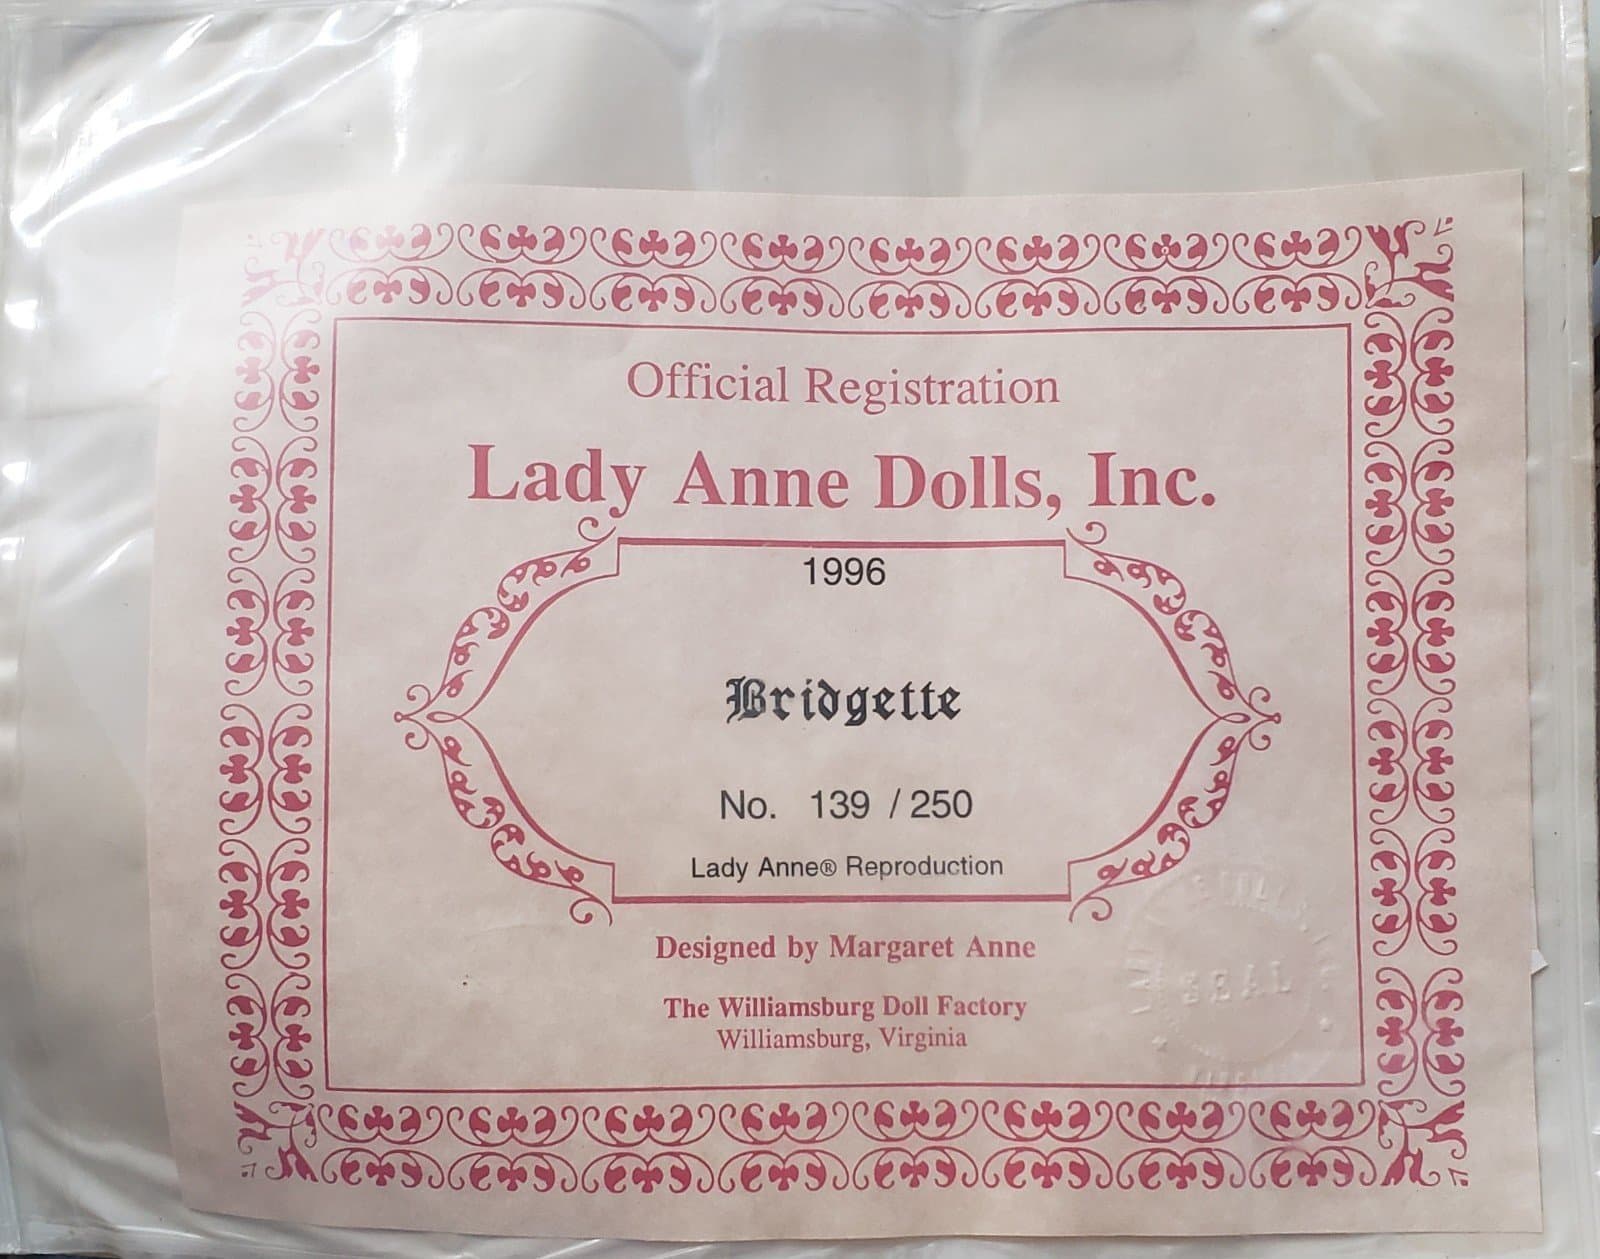 Official Registration
Lady Anne Dolls, Inc.
1996
Bridgette
No. 139 / 250
Lady Anne® Reproduction
Designed by Margaret Anne
The Williamsburg Doll Factory
Williamsburg, Virginia
SEAL